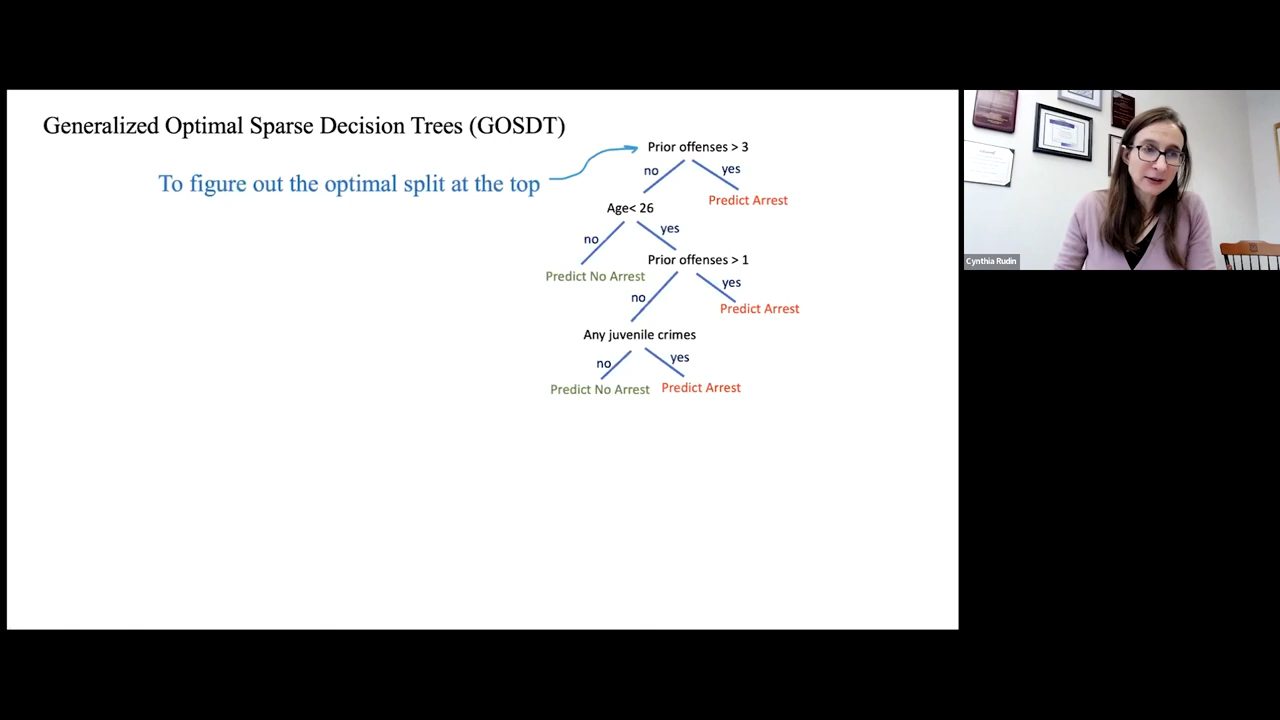 Generalized Optimal Sparse Decision Trees (GOSDT)
To figure out the optimal split at the top
Prior offenses > 3
no
yes
Age< 26
Predict Arrest
no
yes
Predict No Arrest
Prior offenses > 1
no
yes
Predict Arrest
Any juvenile crimes
no
yes
Predict No Arrest
Predict Arrest
Cynthia Rudin